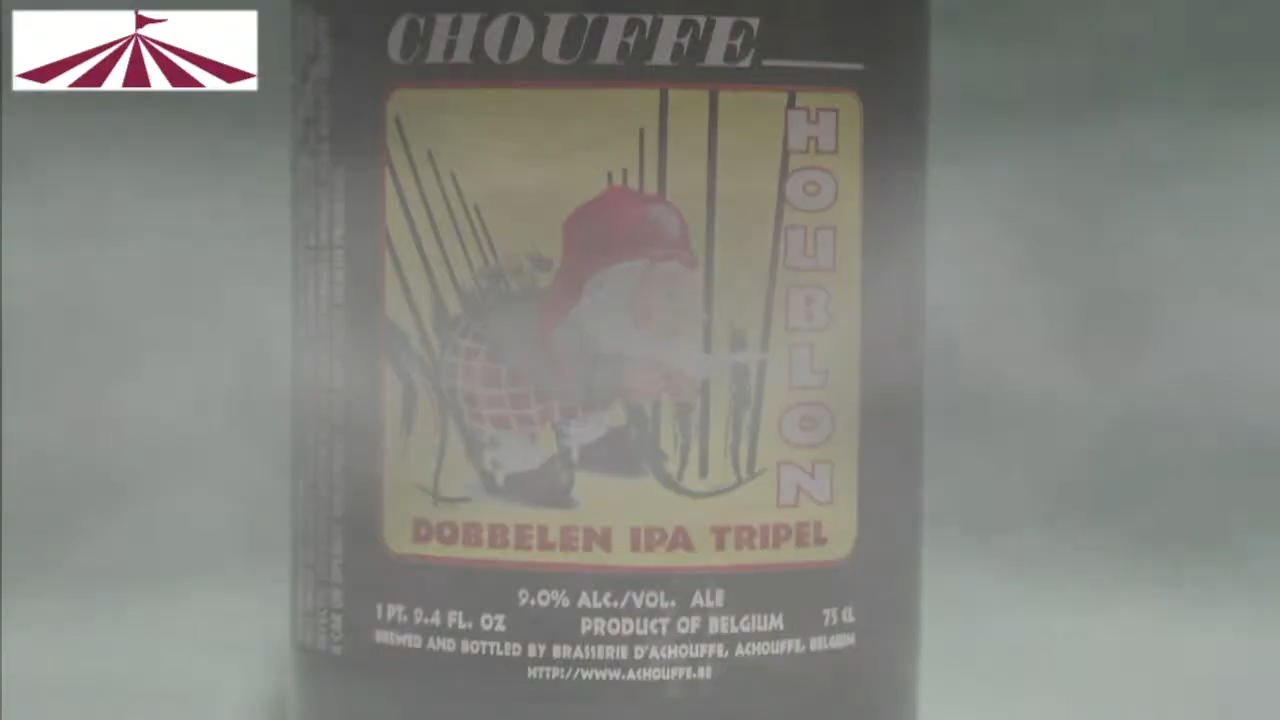 CHOUFFE
HOUBLON
DOBBELEN IPA TRIPEL
9.0% ALC./VOL. ALE
1 PT. 9.4 FL. OZ PRODUCT OF BELGIUM 75 CL
BREWED AND BOTTLED BY BRASSERIE D'ACHOUFFE, ACHOUFFE, BELGIUM
HTTP://WWW.ACHOUFFE.BE